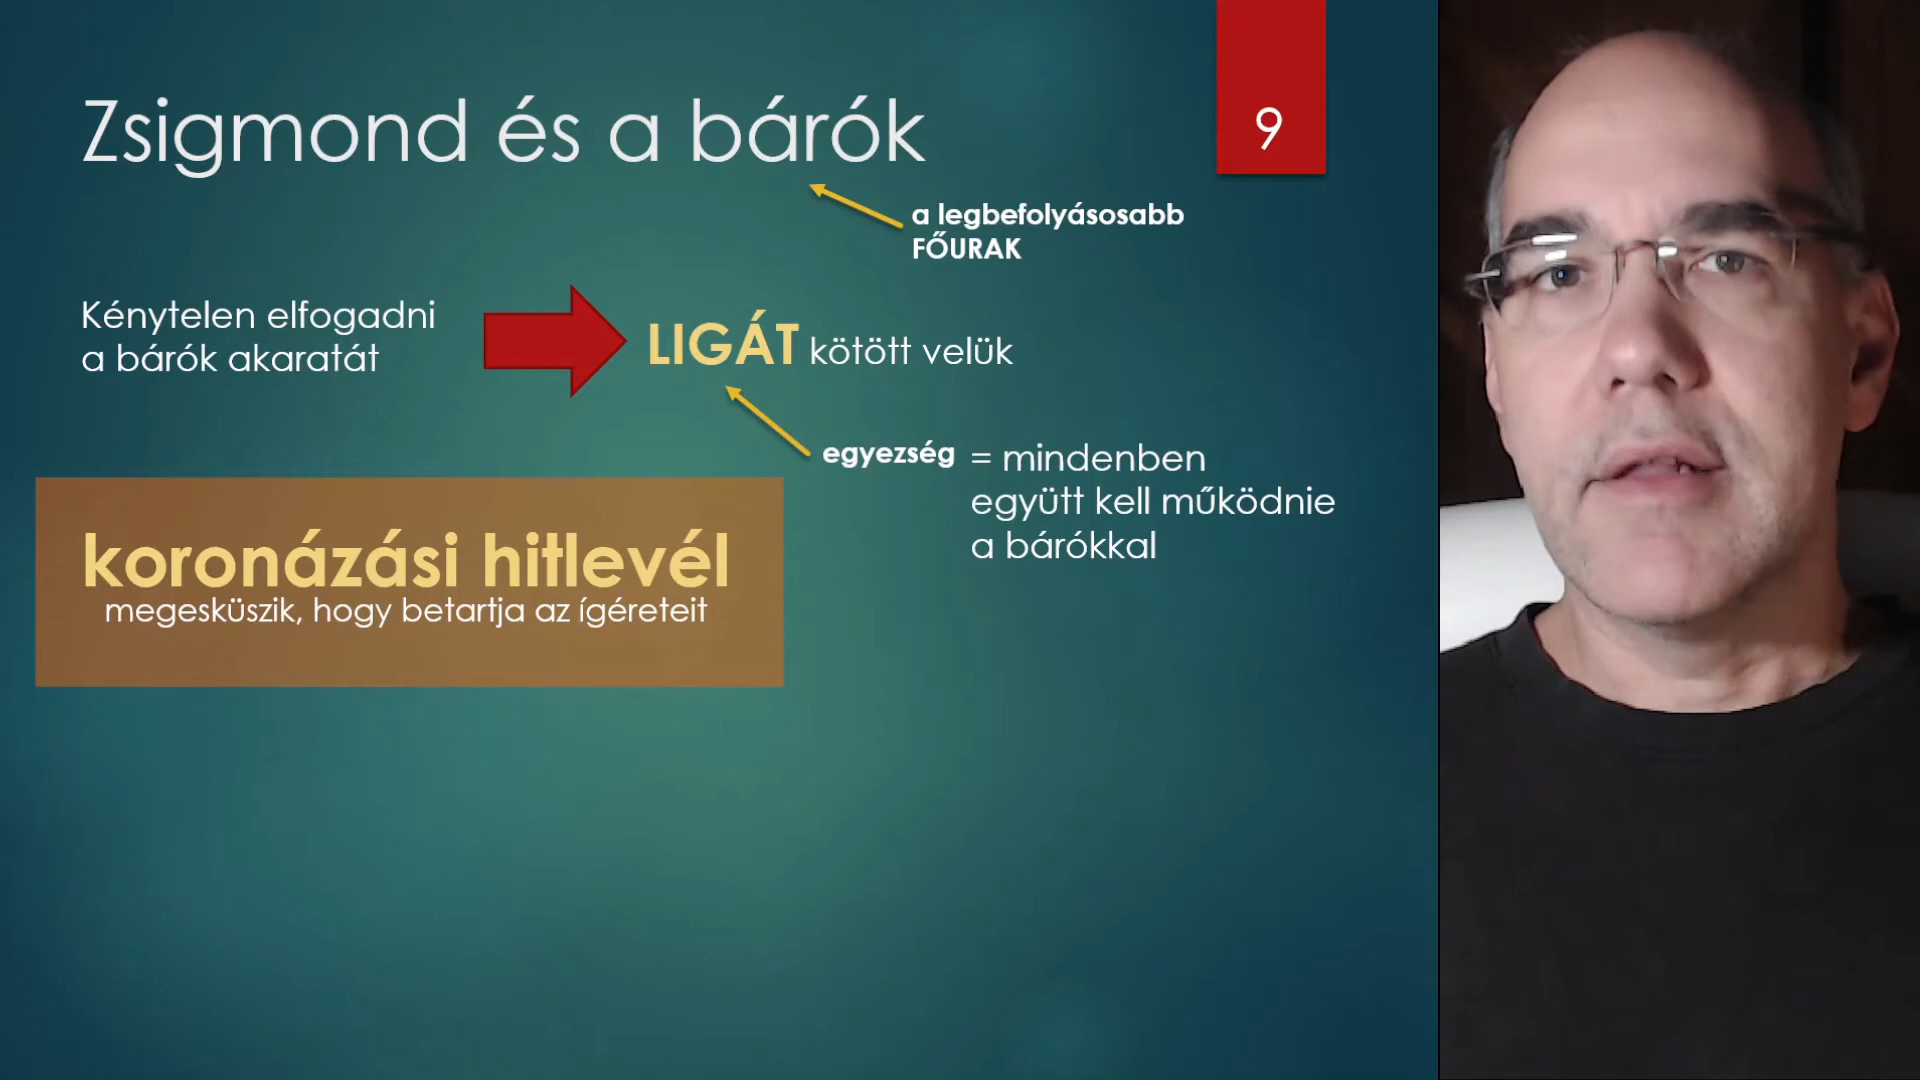 Zsigmond és a bárók
9
a legbefolyásosabb
FŐURAK
Kénytelen elfogadni
a bárók akaratát
LIGÁT kötött velük
egyezség = mindenben
együtt kell működnie
a bárókkal
koronázási hitlevél
megesküszik, hogy betartja az ígéreteit